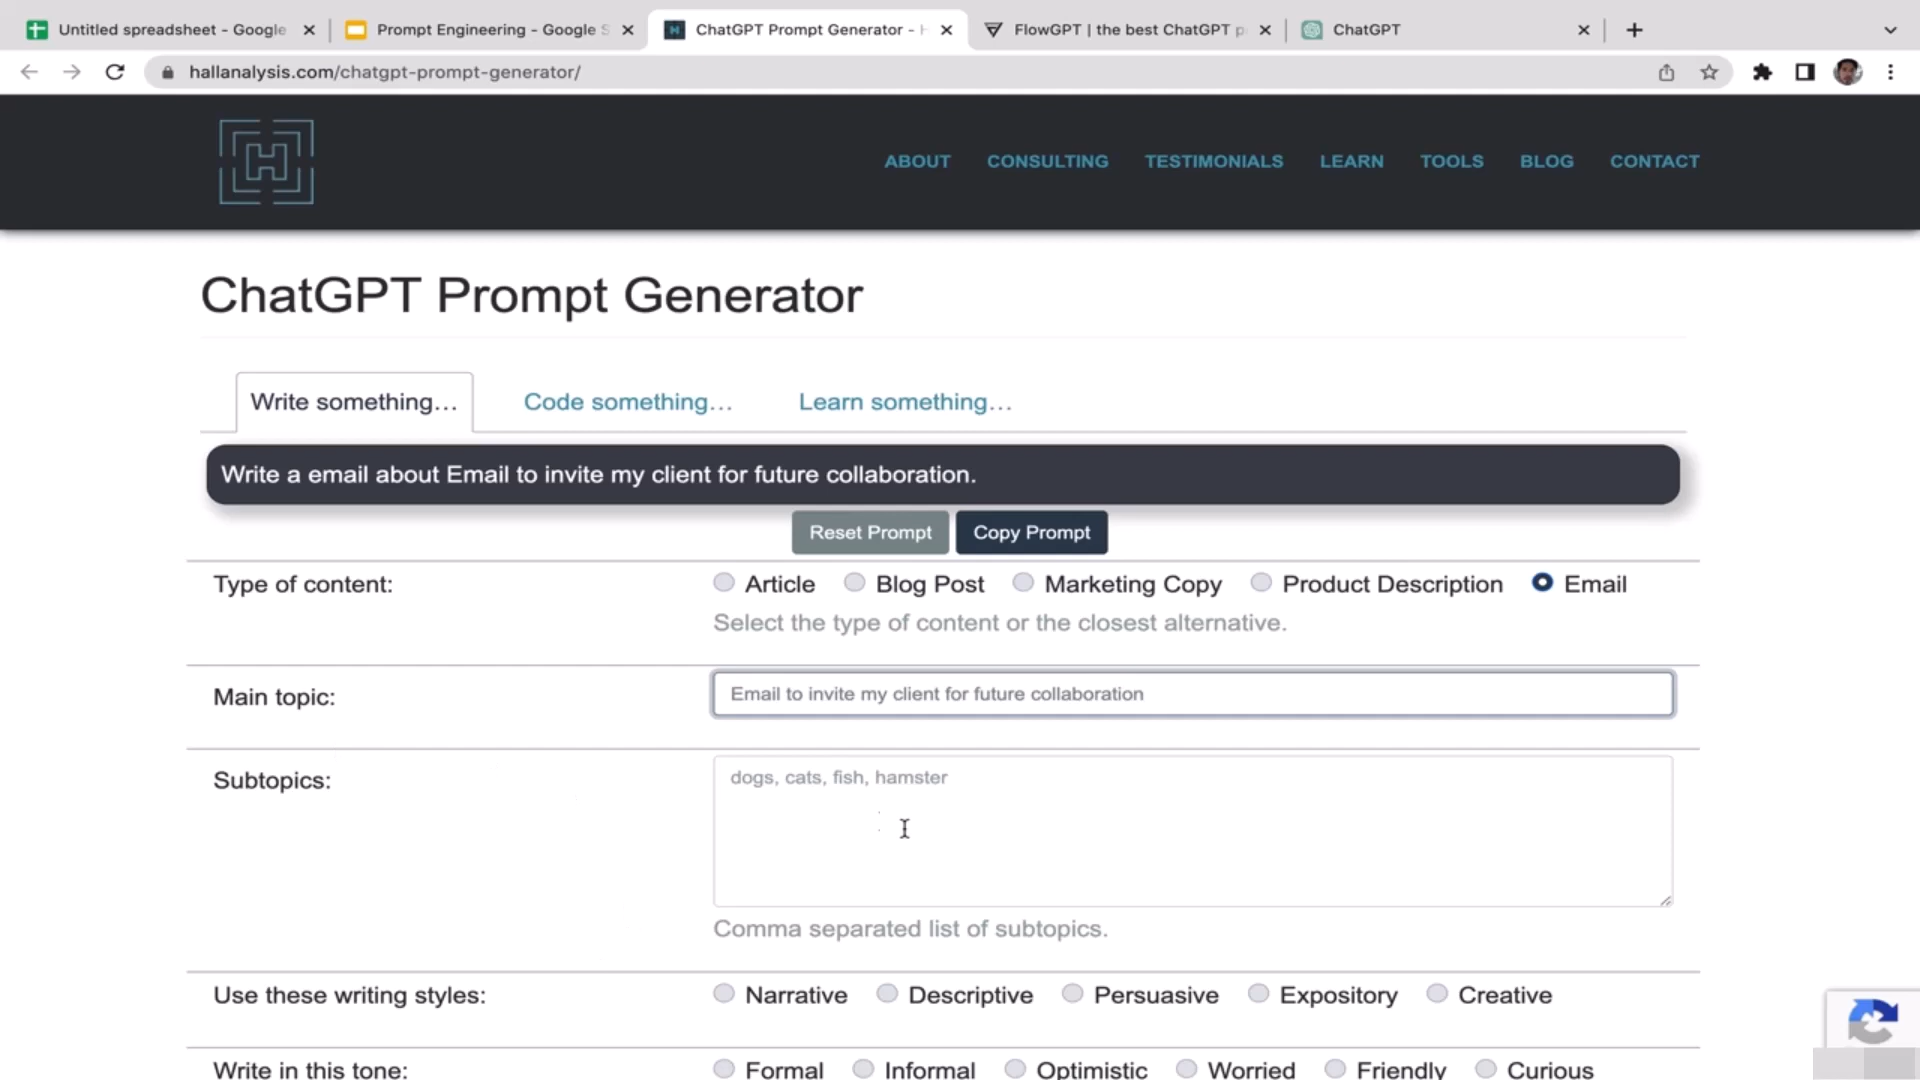 Untitled spreadsheet - Google
Prompt Engineering - Google S
ChatGPT Prompt Generator - H
FlowGPT | the best ChatGPT p
ChatGPT
hallanalysis.com/chatgpt-prompt-generator/
H
ABOUT CONSULTING TESTIMONIALS LEARN TOOLS BLOG CONTACT
ChatGPT Prompt Generator
Write something... Code something... Learn something...
Write a email about Email to invite my client for future collaboration.
Reset Prompt Copy Prompt
Type of content: Article Blog Post Marketing Copy Product Description Email
Select the type of content or the closest alternative.
Main topic: Email to invite my client for future collaboration
Subtopics: dogs, cats, fish, hamster
Comma separated list of subtopics.
Use these writing styles: Narrative Descriptive Persuasive Expository Creative
Write in this tone: Formal Informal Optimistic Worried Friendly Curious